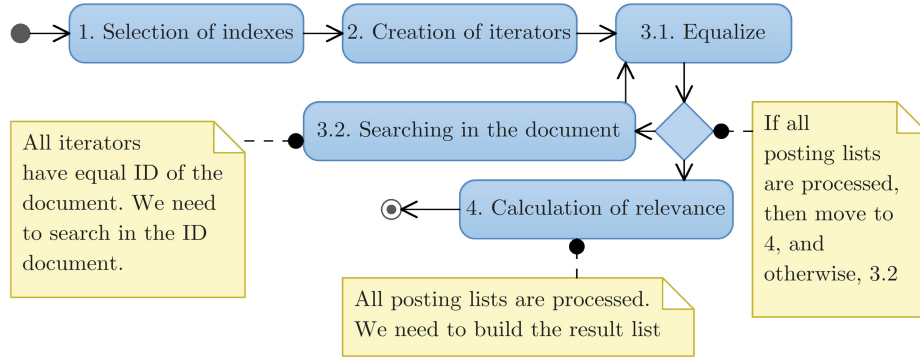 1. Selection of indexes
2. Creation of iterators
3.1. Equalize
3.2. Searching in the document
All iterators
have equal ID of the
document. We need
to search in the ID
document.
If all
posting lists
are processed,
then move to
4, and
otherwise, 3.2
4. Calculation of relevance
All posting lists are processed.
We need to build the result list